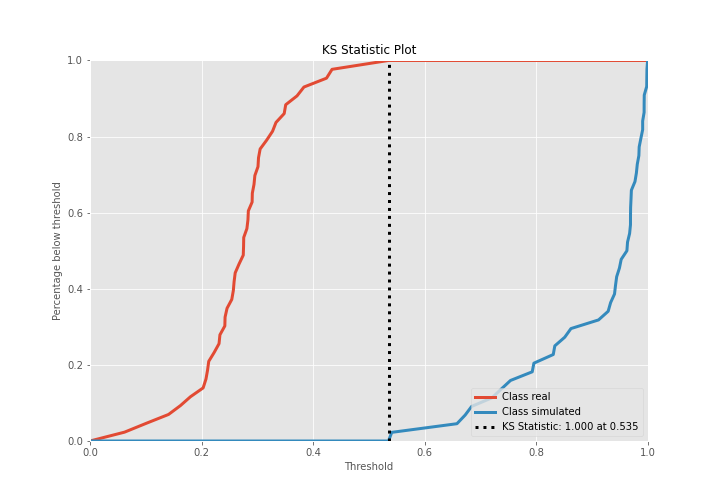 KS Statistic Plot
Percentage below threshold
1.0
0.8
0.6
0.4
0.2
0.0
Class real
Class simulated
KS Statistic: 1.000 at 0.535
0.0 0.2 0.4 0.6 0.8 1.0
Threshold